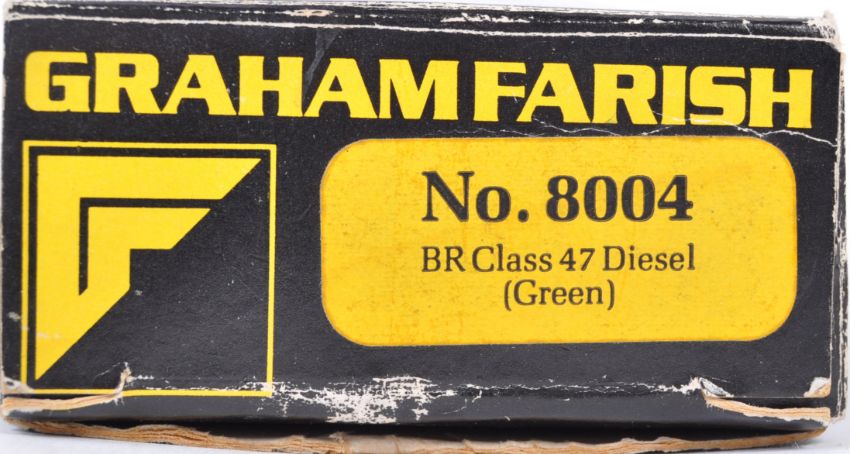 GRAHAM FARISH
No. 8004
BR Class 47 Diesel
(Green)